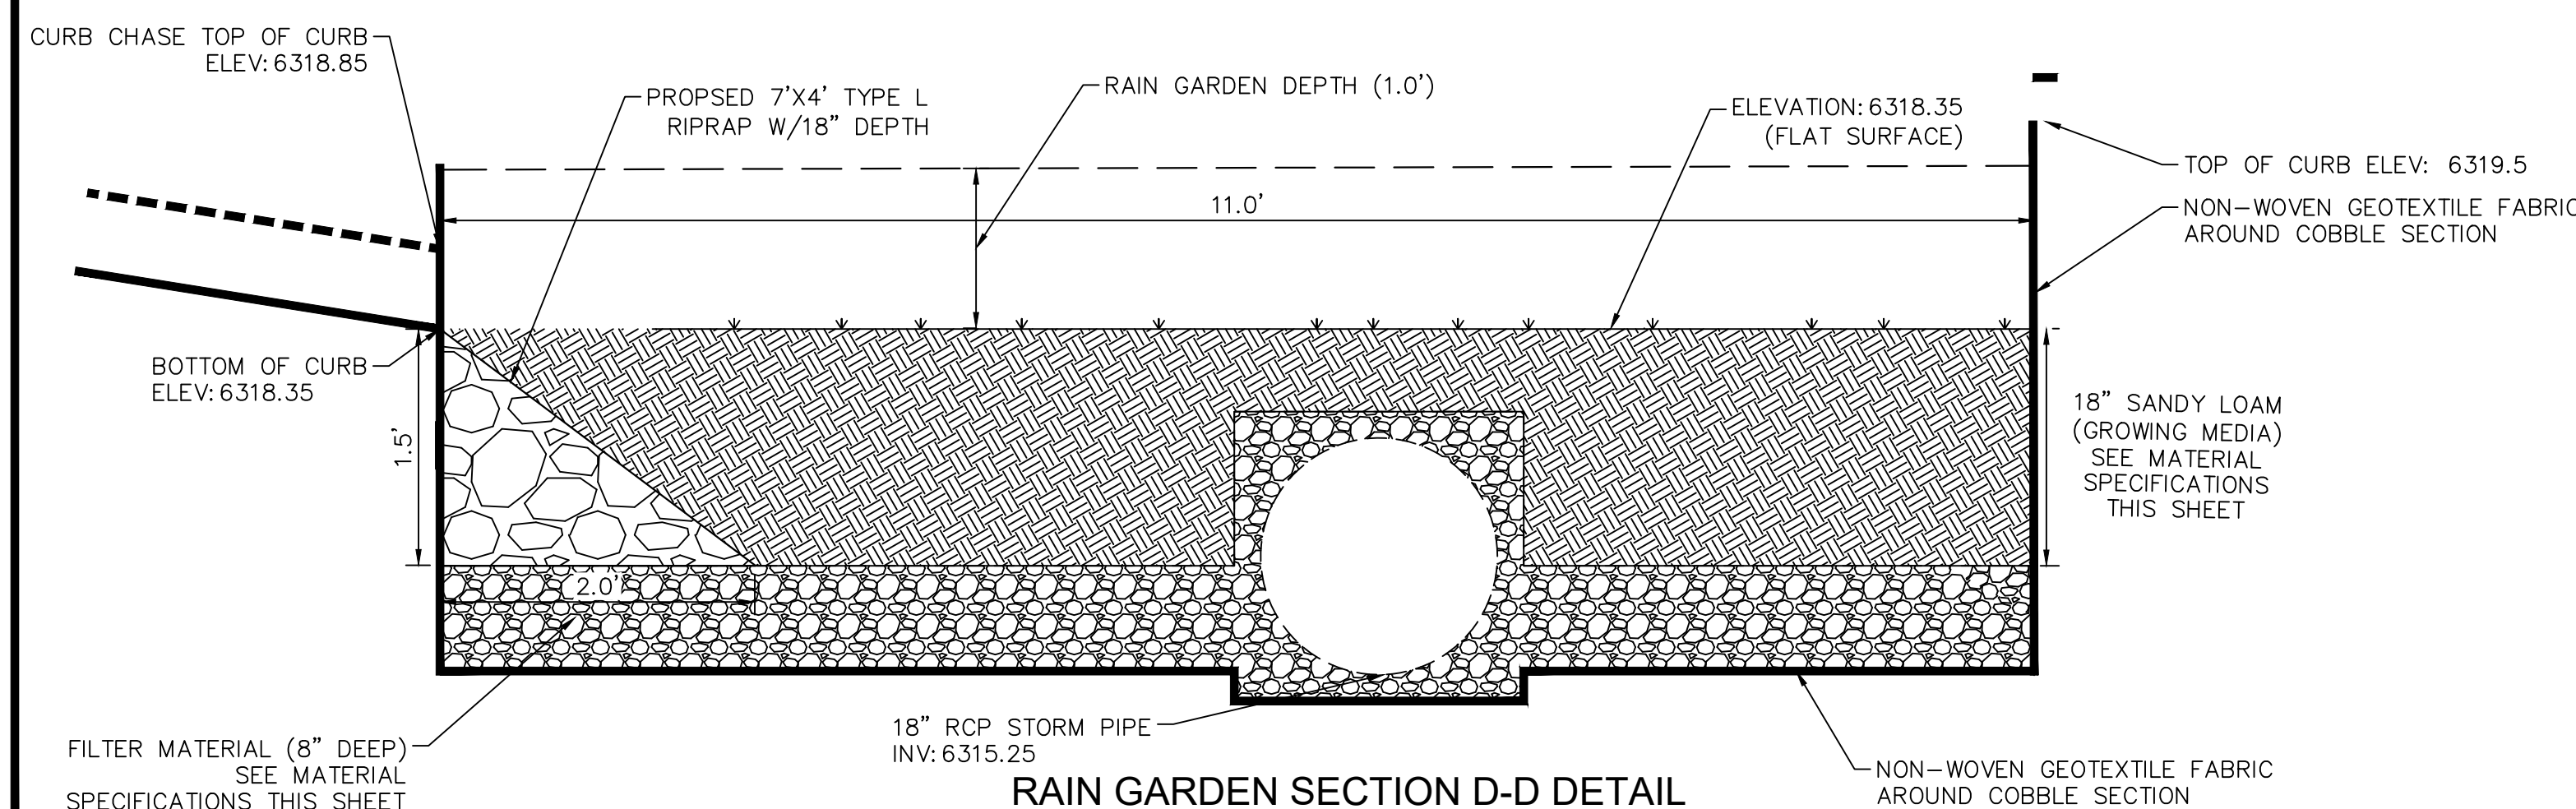 CURB CHASE TOP OF CURB
ELEV: 6318.85
PROPSED 7'X4' TYPE L
RIPRAP W/18" DEPTH
RAIN GARDEN DEPTH (1.0')
ELEVATION: 6318.35
(FLAT SURFACE)
TOP OF CURB ELEV: 6319.5
NON-WOVEN GEOTEXTILE FABRIC
AROUND COBBLE SECTION
11.0'
BOTTOM OF CURB
ELEV: 6318.35
1.5'
18" SANDY LOAM
(GROWING MEDIA)
SEE MATERIAL
SPECIFICATIONS
THIS SHEET
2.0'
FILTER MATERIAL (8" DEEP)
SEE MATERIAL
SPECIFICATIONS THIS SHEET
18" RCP STORM PIPE
INV: 6315.25
NON-WOVEN GEOTEXTILE FABRIC
AROUND COBBLE SECTION
RAIN GARDEN SECTION D-D DETAIL